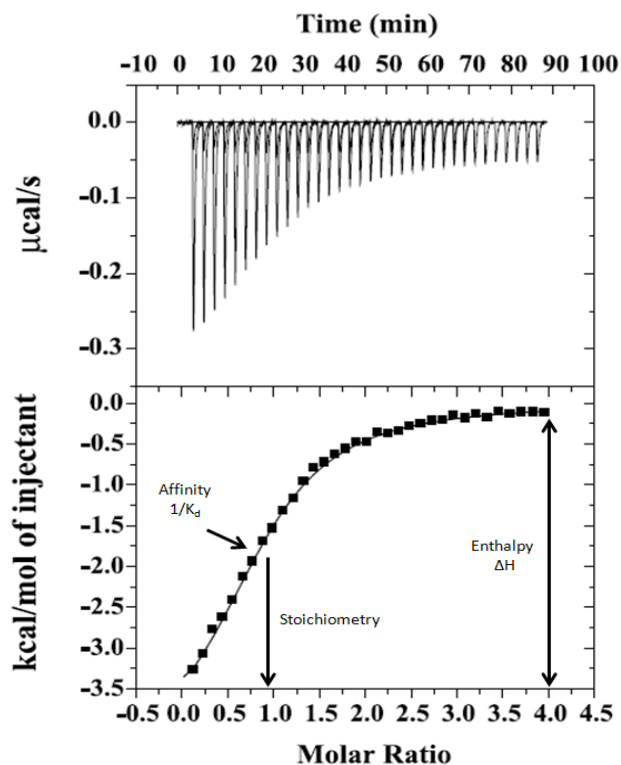 Time (min)
-10 0 10 20 30 40 50 60 70 80 90 100
0.0
-0.1
-0.2
-0.3
μcal/s
0.0
-0.5
-1.0
-1.5
-2.0
-2.5
-3.0
-3.5
kcal/mol of injectant
Affinity
1/Kd
Stoichiometry
Enthalpy
ΔH
-0.5 0.0 0.5 1.0 1.5 2.0 2.5 3.0 3.5 4.0 4.5
Molar Ratio